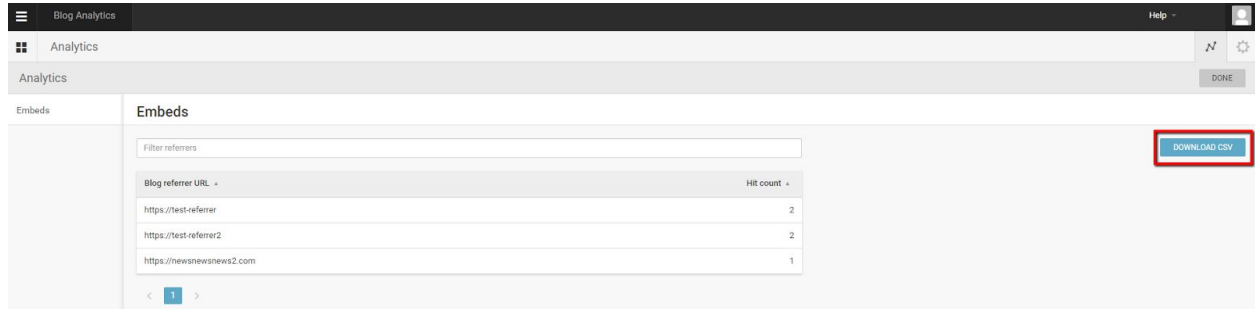 Blog Analytics
Help
Analytics
Analytics
DONE
Embeds
Embeds
Filter referrers
DOWNLOAD CSV
Blog referrer URL
Hit count
https://test-referrer 2
https://test-referrer2 2
https://newsnewsnews2.com 1
< 1 >